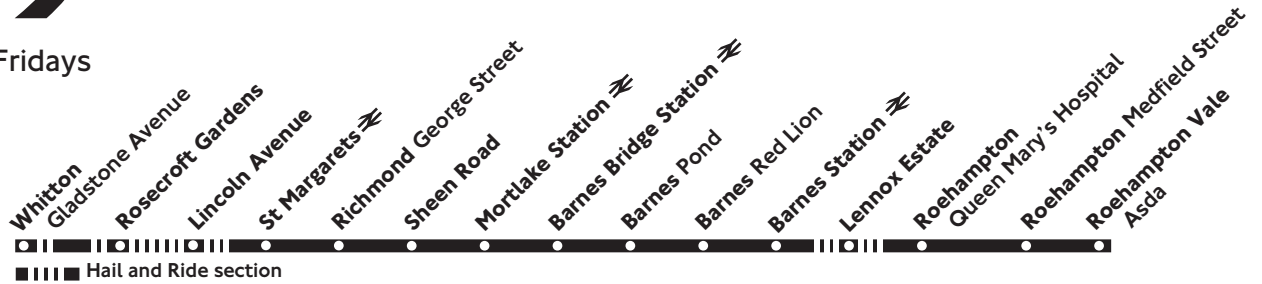 Fridays
Whitton
Gladstone Avenue
Rosecroft Gardens
Lincoln Avenue
St Margarets
Richmond George Street
Sheen Road
Mortlake Station
Barnes Bridge Station
Barnes Pond
Barnes Red Lion
Barnes Station
Lennox Estate
Roehampton
Queen Mary's Hospital
Roehampton Medfield Street
Roehampton Vale
Asda
Hail and Ride section